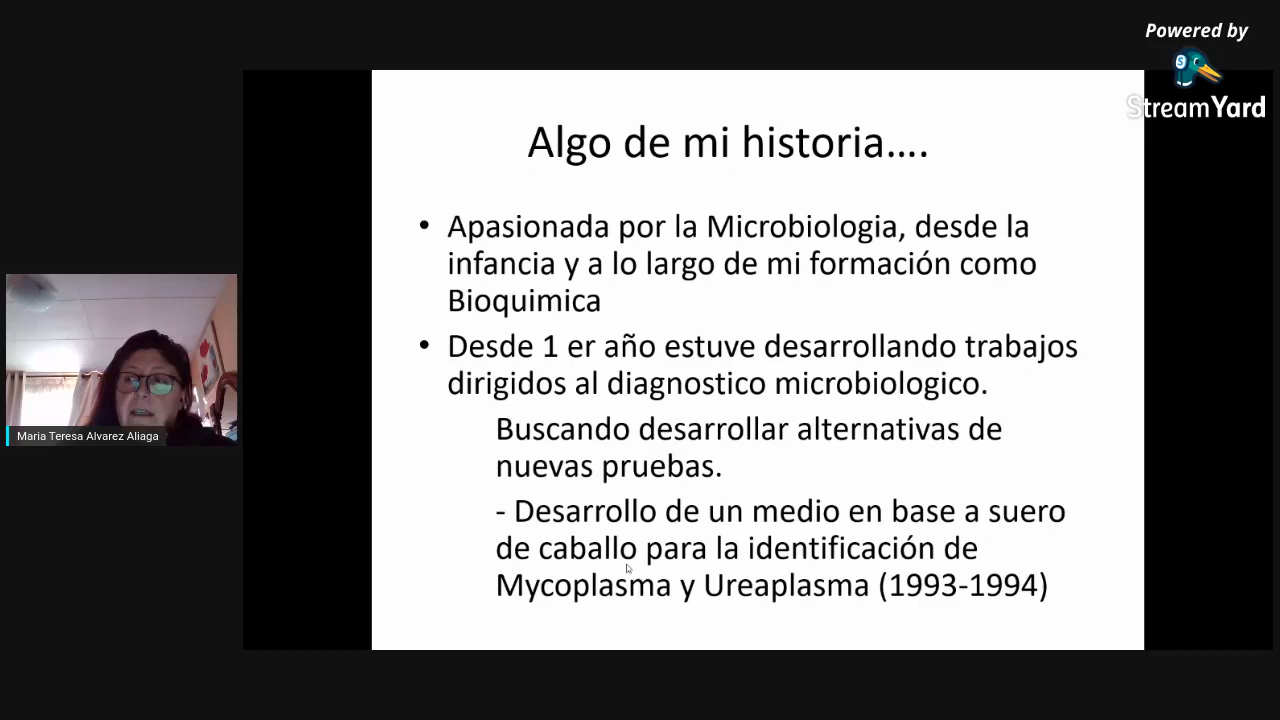 Powered by
StreamYard
Algo de mi historia....
• Apasionada por la Microbiologia, desde la
infancia y a lo largo de mi formación como
Bioquimica
• Desde 1 er año estuve desarrollando trabajos
dirigidos al diagnostico microbiologico.
Buscando desarrollar alternativas de
nuevas pruebas.
- Desarrollo de un medio en base a suero
de caballo para la identificación de
Mycoplasma y Ureaplasma (1993-1994)
Maria Teresa Alvarez Aliaga